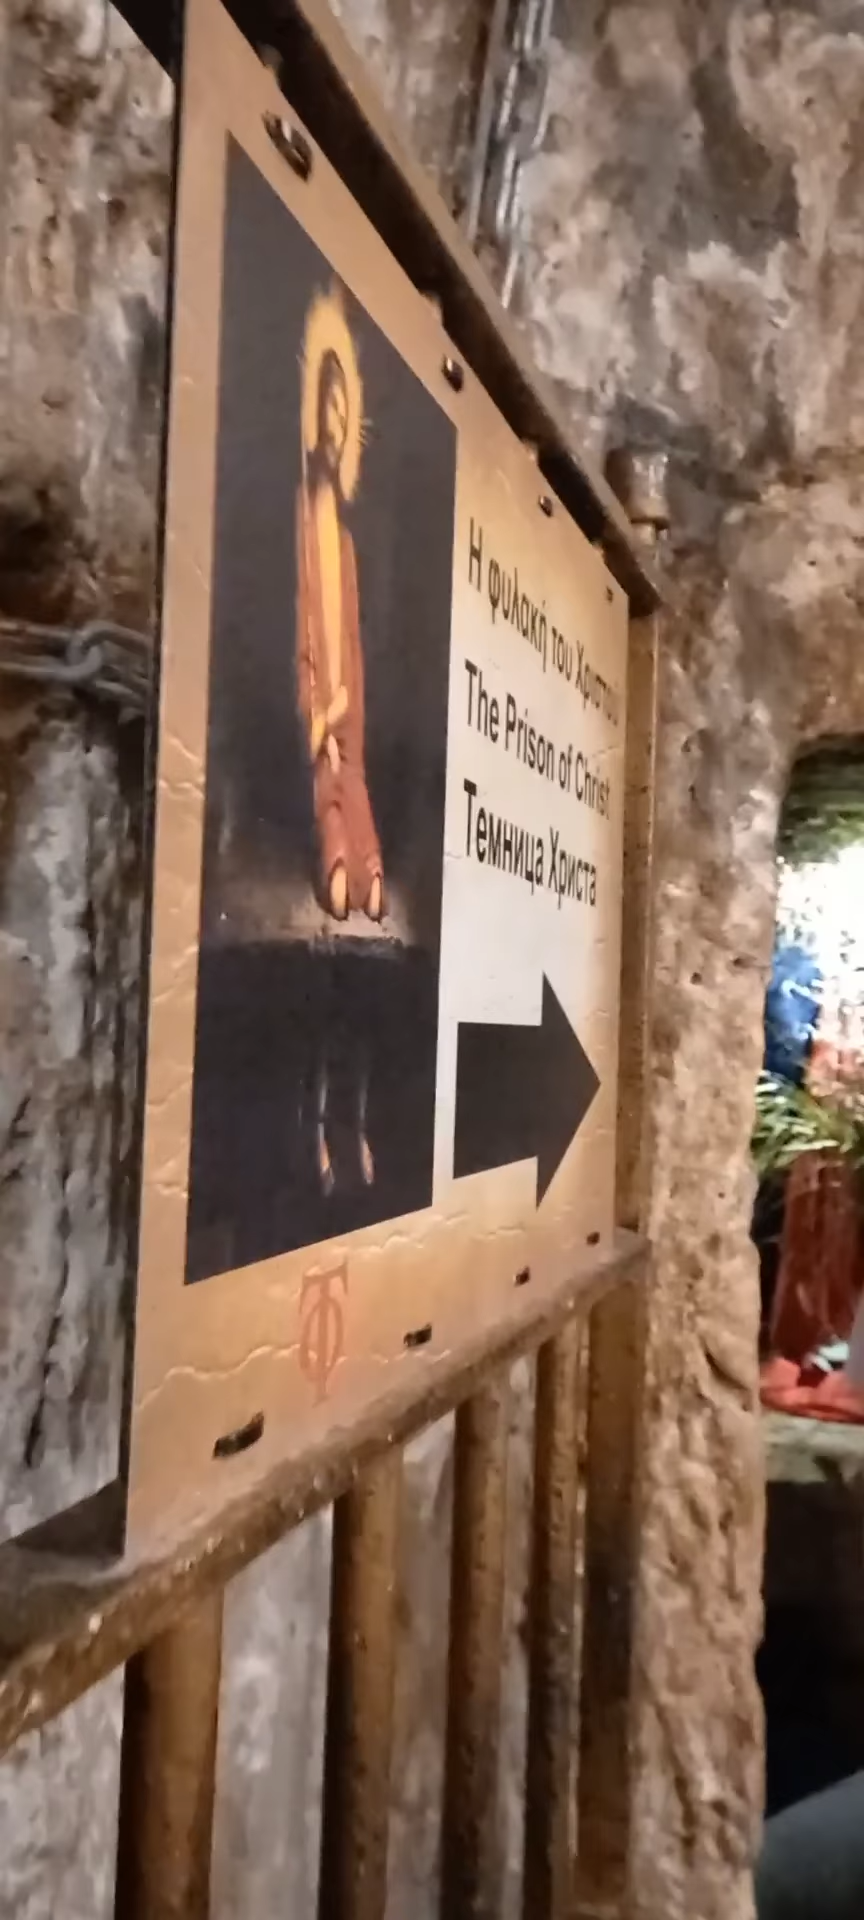 Η φυλακή του Χριστού
The Prison of Christ
Темница Христа